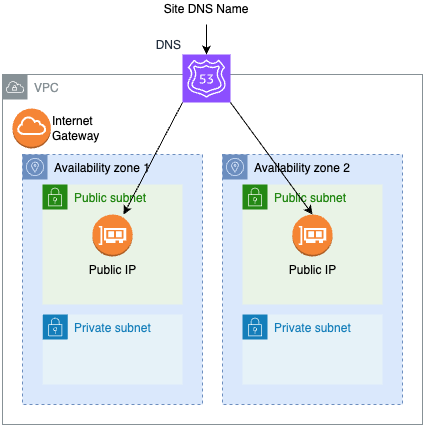 Site DNS Name
DNS
53
VPC
Internet
Gateway
Availability zone 1
Availability zone 2
Public subnet
Public subnet
Public IP
Public IP
Private subnet
Private subnet